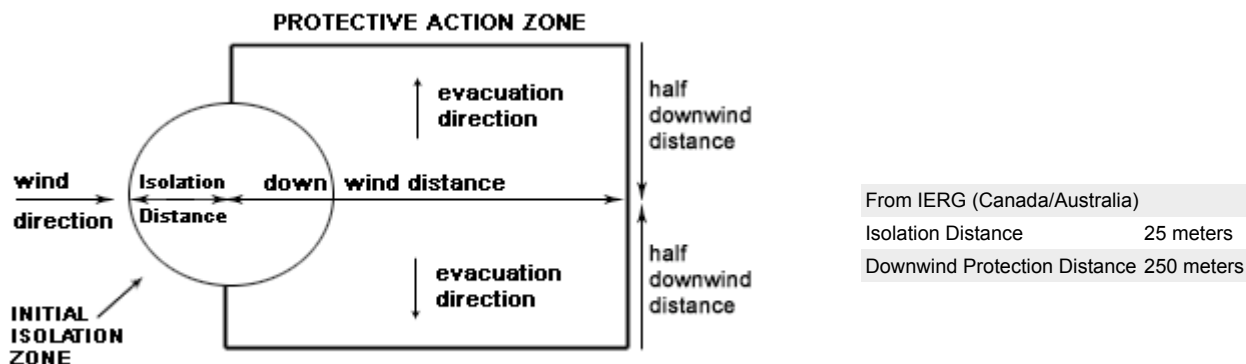 PROTECTIVE ACTION ZONE
evacuation
direction
half
downwind
distance
wind
direction
Isolation
Distance
down wind distance
evacuation
direction
half
downwind
distance
INITIAL
ISOLATION
ZONE
From IERG (Canada/Australia)
Isolation Distance 25 meters
Downwind Protection Distance 250 meters